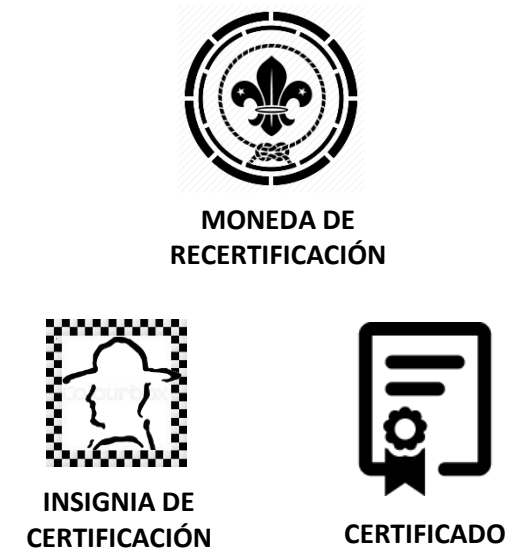 MONEDA DE
RECERTIFICACIÓN
INSIGNIA DE
CERTIFICACIÓN
CERTIFICADO